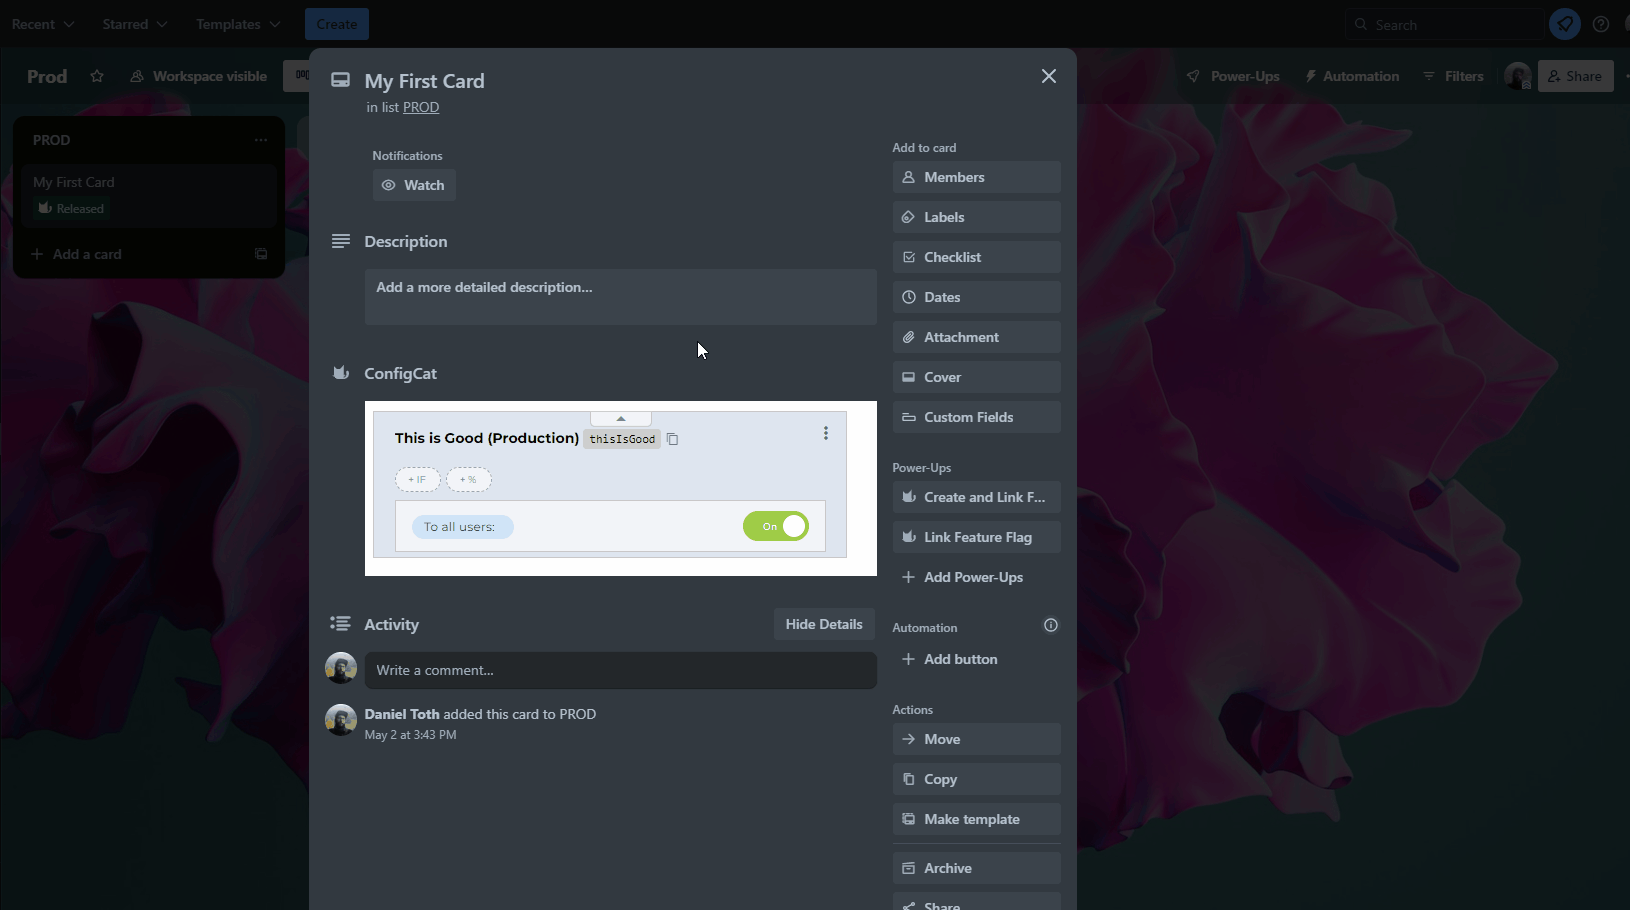 Recent
Starred
Templates
Create
Search
Prod
Workspace visible
Power-Ups
Automation
Filters
Share
PROD
My First Card
Released
Add a card
My First Card
in list PROD
Notifications
Watch
Description
Add a more detailed description...
ConfigCat
This is Good (Production) thisIsGood
+ IF
+ %
To all users:
On
Activity
Hide Details
Write a comment...
Daniel Toth added this card to PROD
May 2 at 3:43 PM
Add to card
Members
Labels
Checklist
Dates
Attachment
Cover
Custom Fields
Power-Ups
Create and Link F...
Link Feature Flag
Add Power-Ups
Automation
Add button
Actions
Move
Copy
Make template
Archive
Share